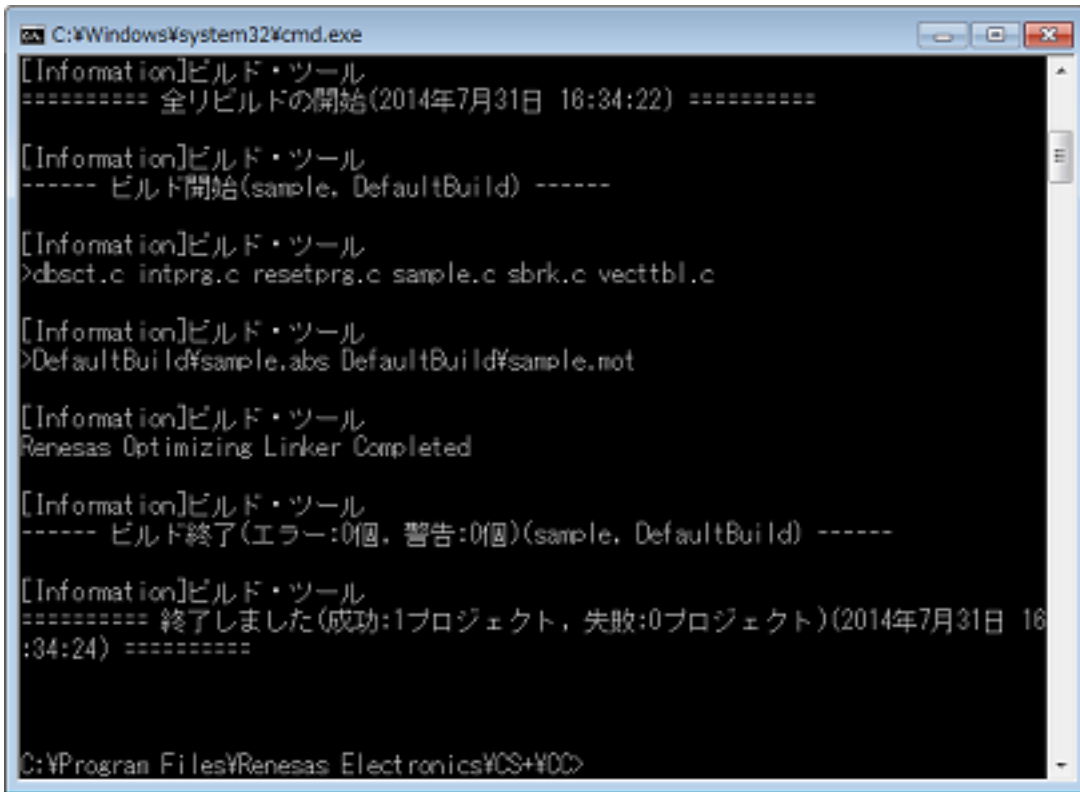 C:¥Windows¥system32¥cmd.exe
[Information]ビルド・ツール
========== 全リビルドの開始(2014年7月31日 16:34:22) ==========
[Information]ビルド・ツール
------ ビルド開始(sample, DefaultBuild) ------
[Information]ビルド・ツール
>dbsct.c intprg.c resetprg.c sample.c sbrk.c vecttbl.c
[Information]ビルド・ツール
>DefaultBuild¥sample.abs DefaultBuild¥sample.mot
[Information]ビルド・ツール
Renesas Optimizing Linker Completed
[Information]ビルド・ツール
------ ビルド終了(エラー:0個, 警告:0個)(sample, DefaultBuild) ------
[Information]ビルド・ツール
========== 終了しました(成功:1プロジェクト, 失敗:0プロジェクト)(2014年7月31日 16
:34:24) ==========
C:¥Program Files¥Renesas Electronics¥CS+¥CC>